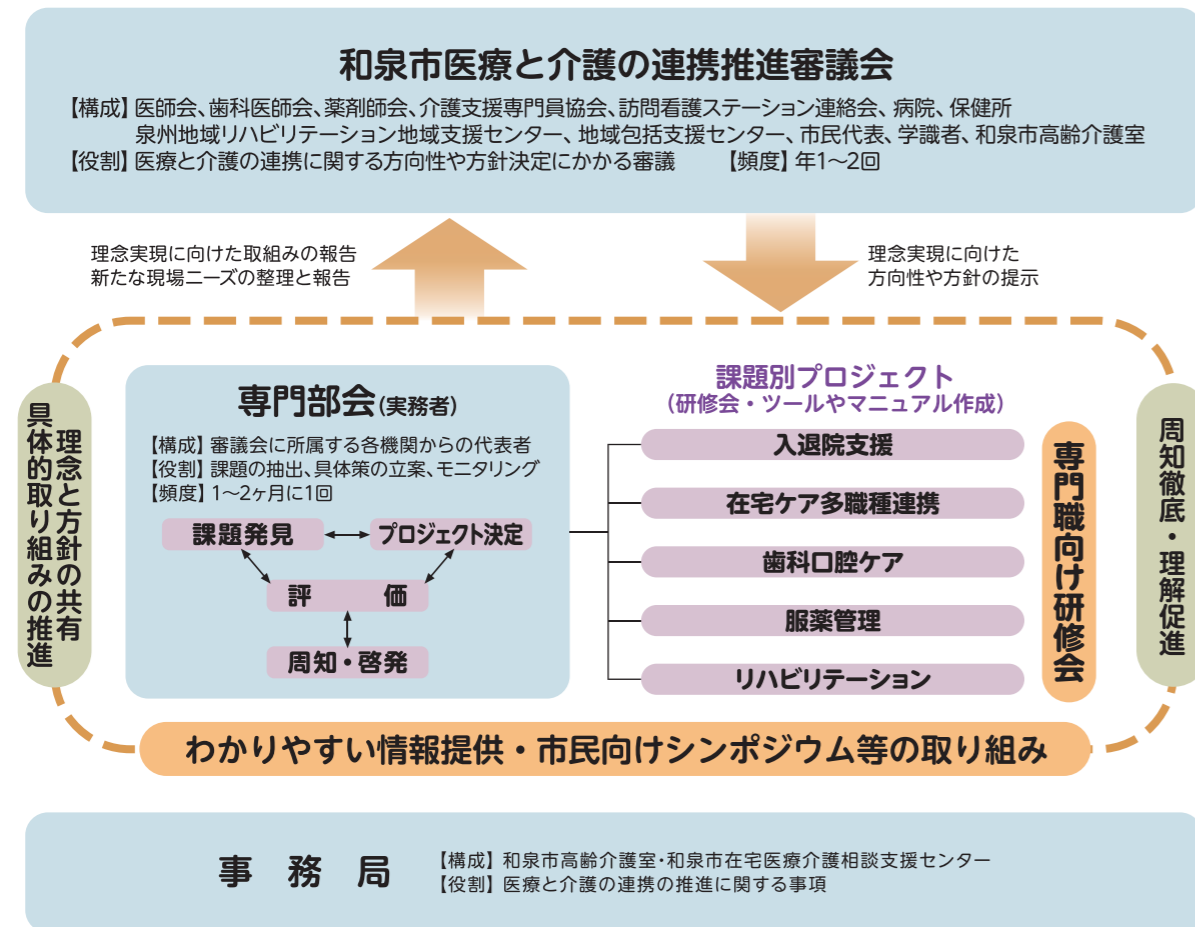 和泉市医療と介護の連携推進審議会
【構成】医師会、歯科医師会、薬剤師会、介護支援専門員協会、訪問看護ステーション連絡会、病院、保健所
泉州地域リハビリテーション地域支援センター、地域包括支援センター、市民代表、学識者、和泉市高齢介護室
【役割】医療と介護の連携に関する方向性や方針決定にかかる審議 【頻度】年1～2回
理念実現に向けた取組みの報告
新たな現場ニーズの整理と報告
理念実現に向けた
方向性や方針の提示
理念と方針の共有
具体的取り組みの推進
専門部会(実務者)
【構成】審議会に所属する各機関からの代表者
【役割】課題の抽出、具体策の立案、モニタリング
【頻度】1～2ヶ月に1回
課題発見
プロジェクト決定
評 価
周知・啓発
課題別プロジェクト
(研修会・ツールやマニュアル作成)
入退院支援
在宅ケア多職種連携
歯科口腔ケア
服薬管理
リハビリテーション
専門職向け研修会
周知徹底・理解促進
わかりやすい情報提供・市民向けシンポジウム等の取り組み
事 務 局
【構成】和泉市高齢介護室・和泉市在宅医療介護相談支援センター
【役割】医療と介護の連携の推進に関する事項